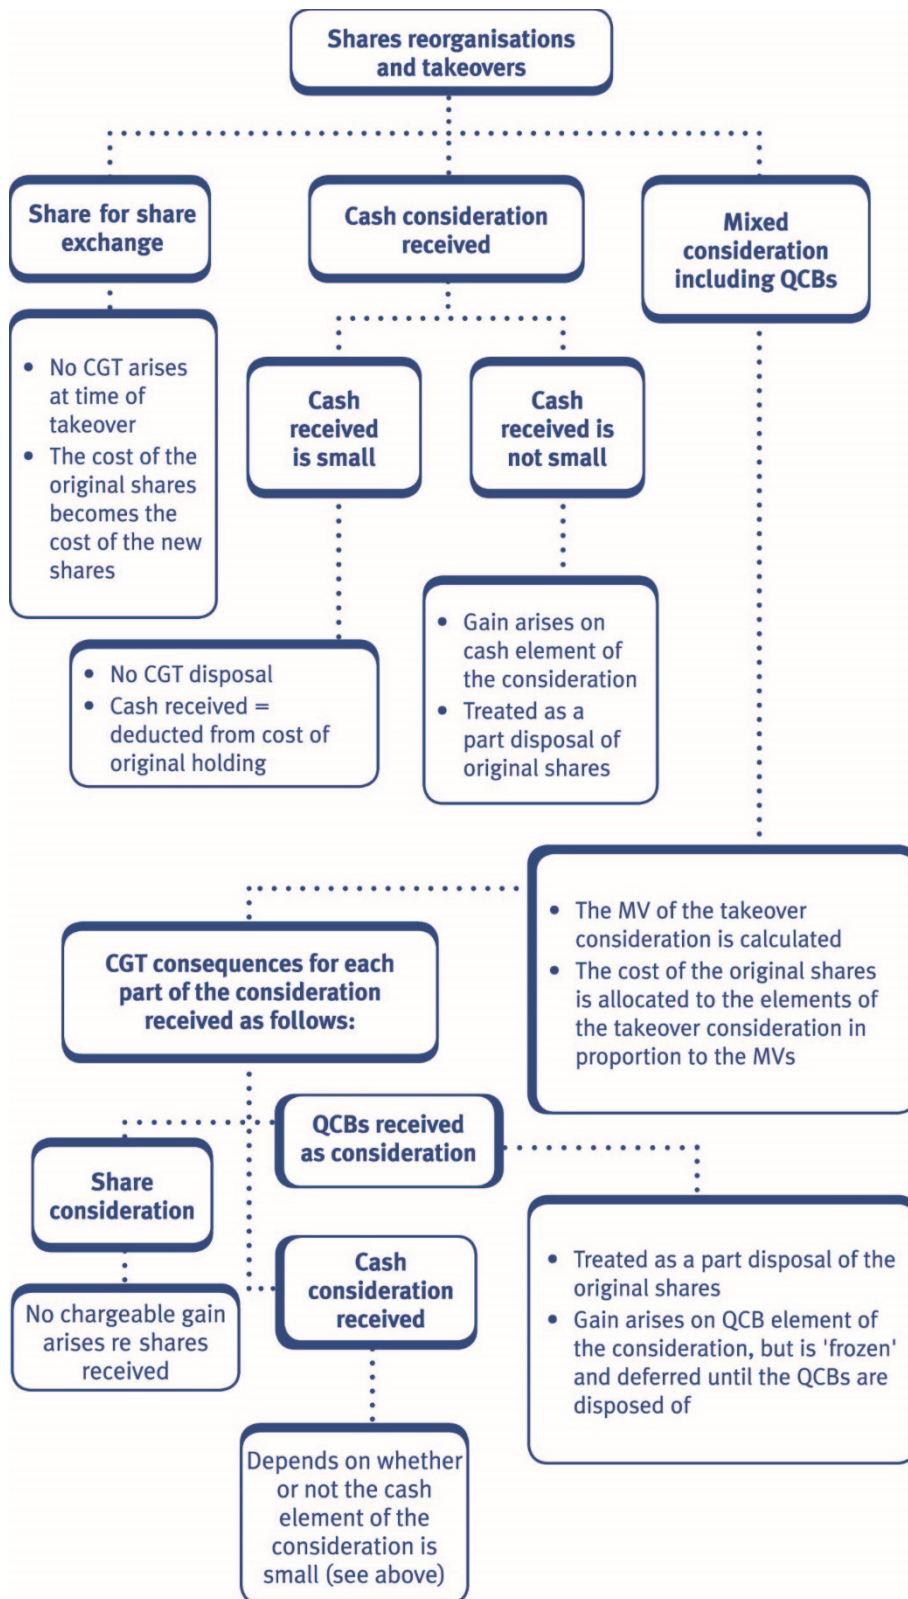 Shares reorganisations
and takeovers
Share for share
exchange
Cash consideration
received
Mixed
consideration
including QCBs
• No CGT arises
at time of
takeover
• The cost of the
original shares
becomes the
cost of the new
shares
Cash
received
is small
Cash
received is
not small
• No CGT disposal
• Cash received =
deducted from cost of
original holding
• Gain arises on
cash element of
the consideration
• Treated as a
part disposal of
original shares
• The MV of the takeover
consideration is calculated
• The cost of the original shares
is allocated to the elements of
the takeover consideration in
proportion to the MVs
CGT consequences for each
part of the consideration
received as follows:
Share
consideration
QCBs received
as consideration
Cash
consideration
received
No chargeable gain
arises re shares
received
• Treated as a part disposal of the
original shares
• Gain arises on QCB element of
the consideration, but is 'frozen'
and deferred until the QCBs are
disposed of
Depends on whether
or not the cash
element of the
consideration is
small (see above)